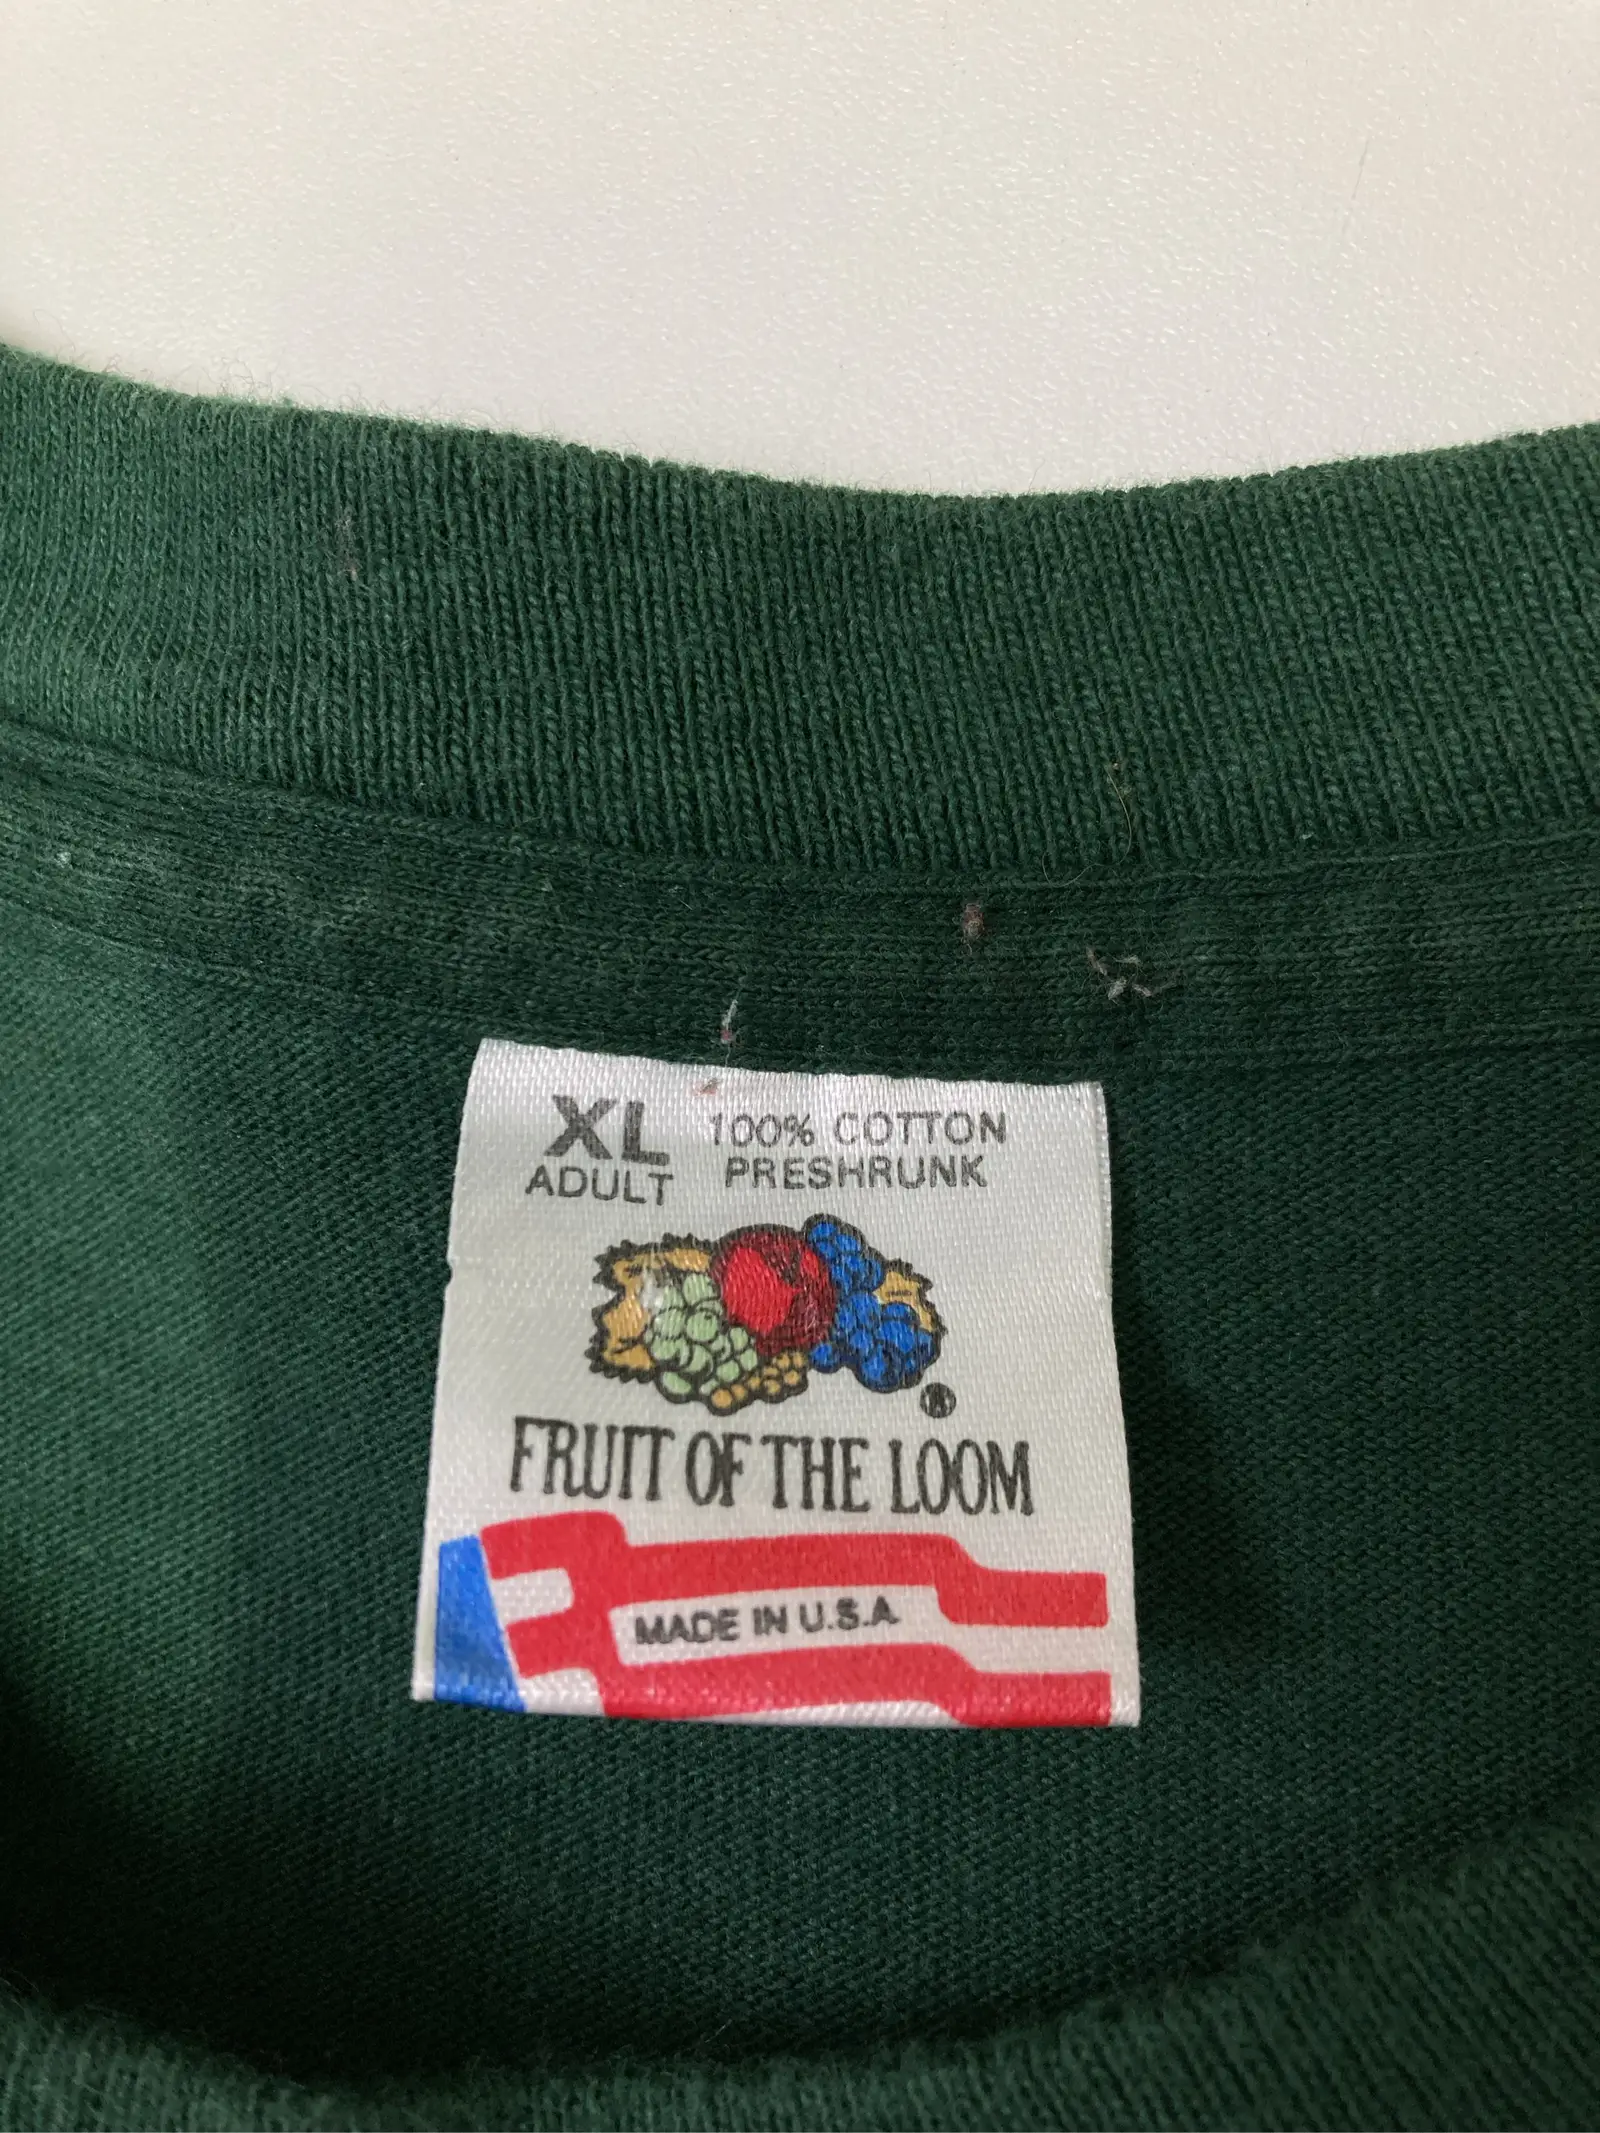 XL 100% COTTON
ADULT PRESHRUNK
®
FRUIT OF THE LOOM
MADE IN U.S.A